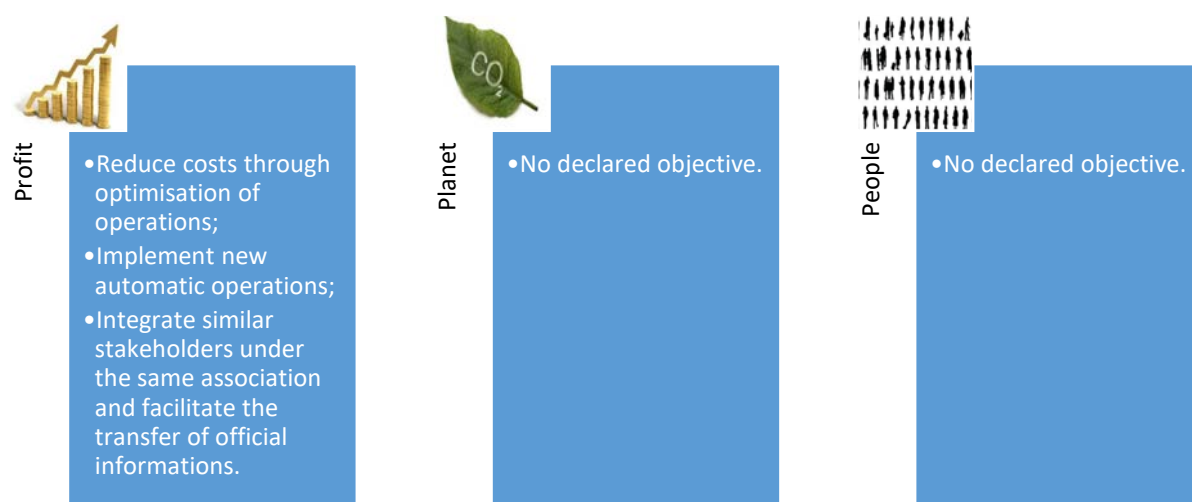 Profit
•Reduce costs through
optimisation of
operations;
•Implement new
automatic operations;
•Integrate similar
stakeholders under
the same association
and facilitate the
transfer of official
informations.
CO₂
Planet
•No declared objective.
People
•No declared objective.